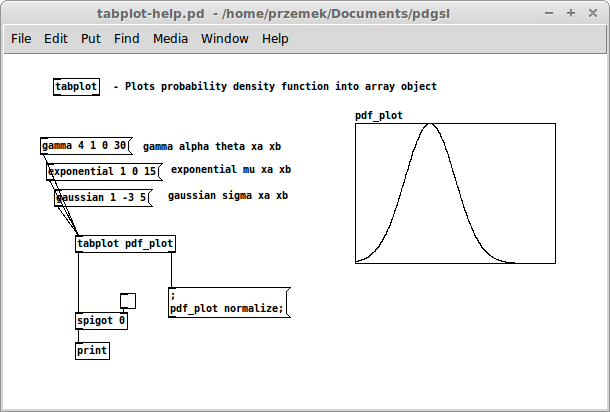 tabplot-help.pd - /home/przemek/Documents/pdgsl
File Edit Put Find Media Window Help
tabplot - Plots probability density function into array object
pdf_plot
gamma 4 1 0 30 gamma alpha theta xa xb
exponential 1 0 15 exponential mu xa xb
gaussian 1 -3 5 gaussian sigma xa xb
tabplot pdf_plot
;
pdf_plot normalize;
spigot 0
print